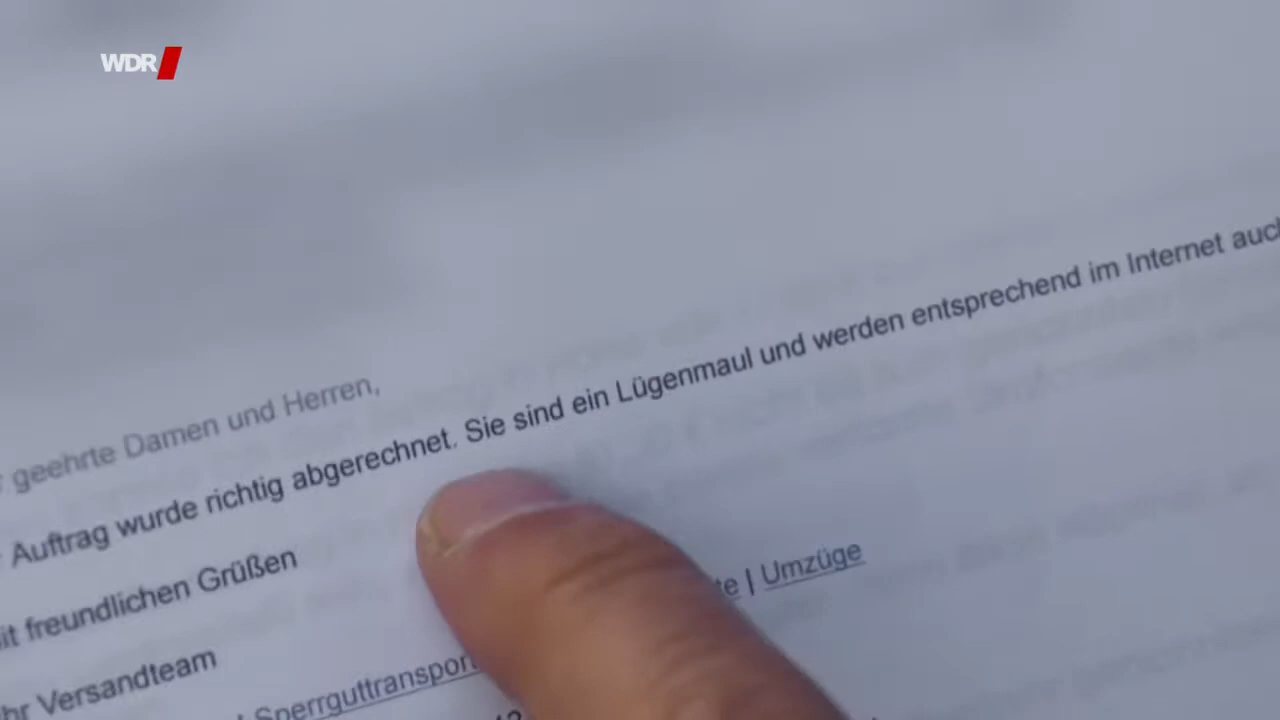 WDR
geehrte Damen und Herren,
Auftrag wurde richtig abgerechnet. Sie sind ein Lügenmaul und werden entsprechend im Internet auch
freundlichen Grüßen
Versandteam
| Sperrguttransport
| Umzüge